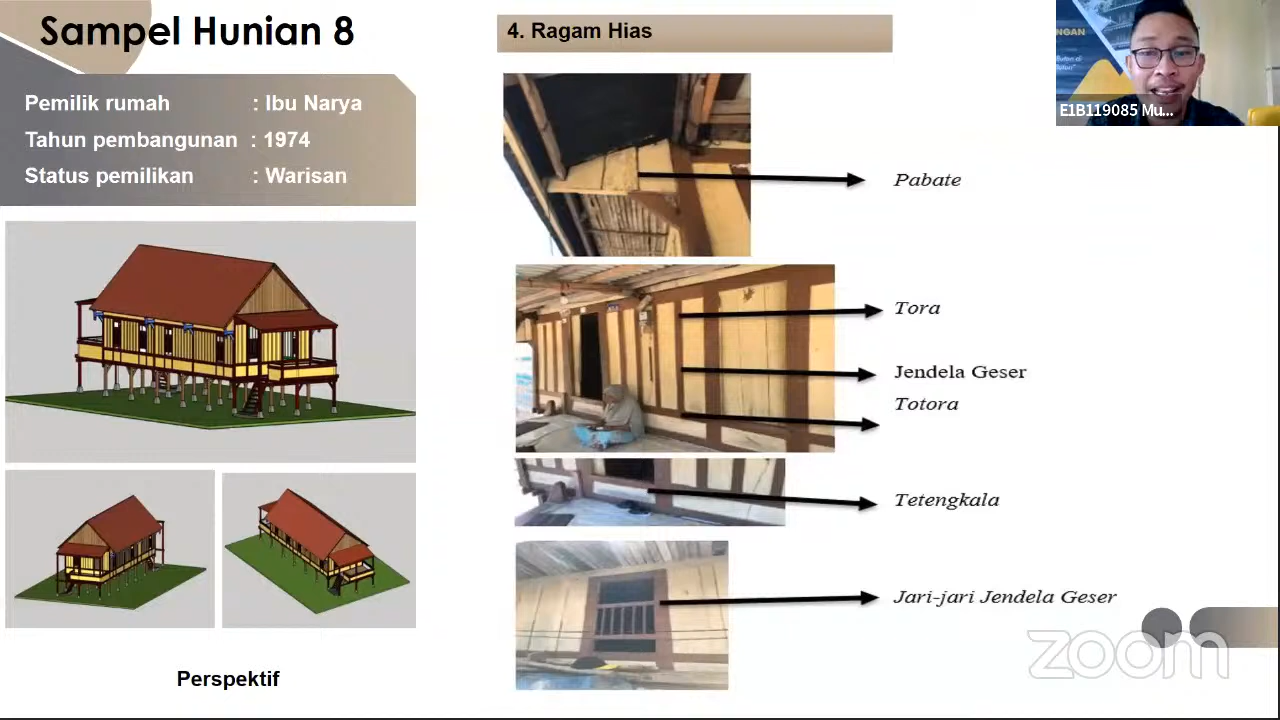 Sampel Hunian 8
Pemilik rumah : Ibu Narya
Tahun pembangunan : 1974
Status pemilikan : Warisan
Perspektif
4. Ragam Hias
Pabate
Tora
Jendela Geser
Totora
Tetengkala
Jari-jari Jendela Geser
NGAN
E1B119085 Mu...
zoom